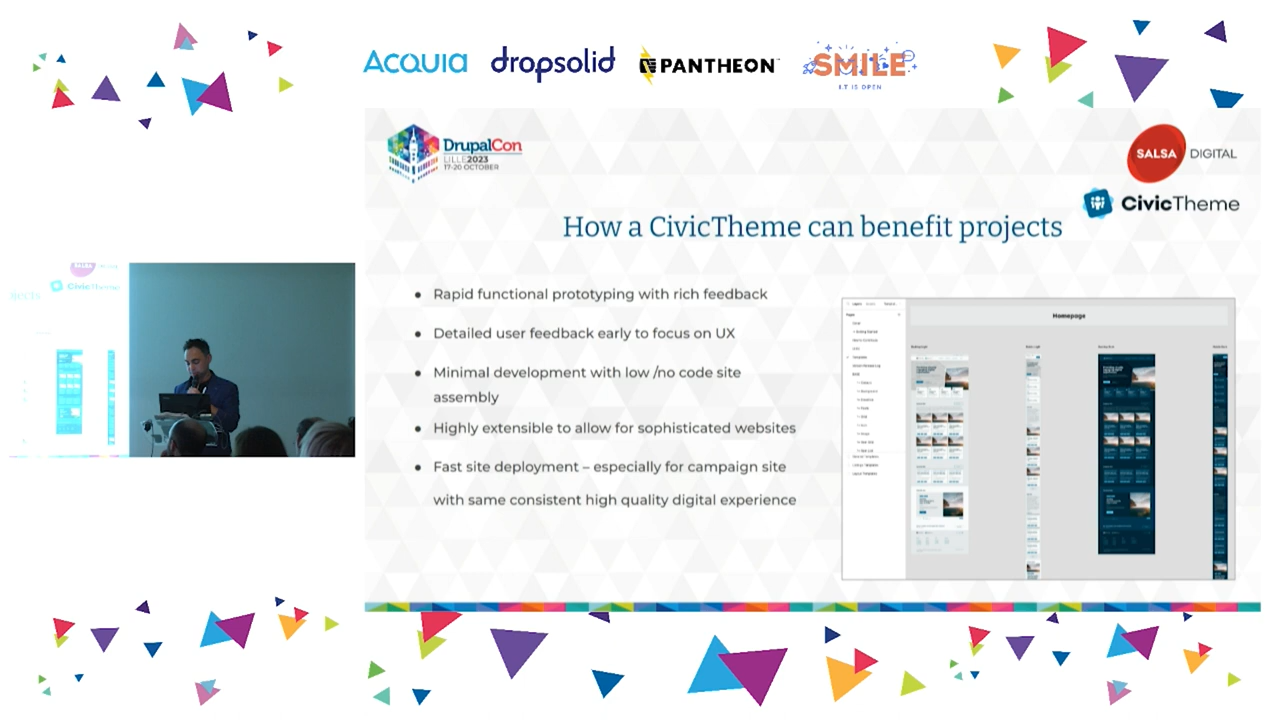 Acquia
dropsolid
PANTHEON
SMILE
I.T IS OPEN
DrupalCon
LILLE2023
17-20 OCTOBER
SALSA DIGITAL
CivicTheme
How a CivicTheme can benefit projects
● Rapid functional prototyping with rich feedback
● Detailed user feedback early to focus on UX
● Minimal development with low /no code site
assembly
● Highly extensible to allow for sophisticated websites
● Fast site deployment – especially for campaign site
with same consistent high quality digital experience
Homepage